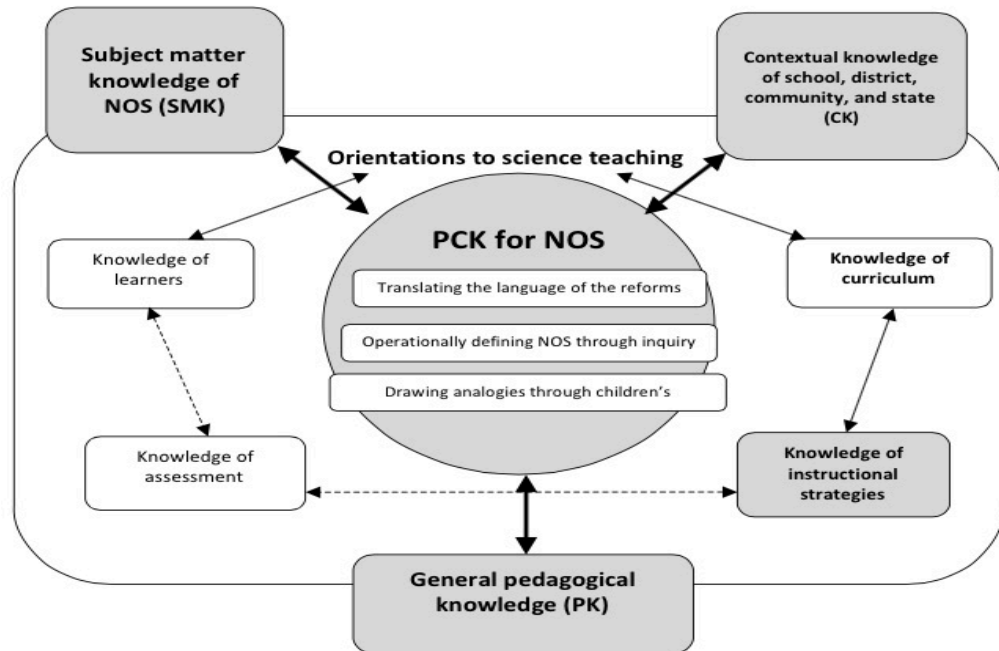 Subject matter
knowledge of
NOS (SMK)
Contextual knowledge
of school, district,
community, and state
(CK)
Orientations to science teaching
PCK for NOS
Translating the language of the reforms
Operationally defining NOS through inquiry
Drawing analogies through children's
Knowledge of
learners
Knowledge of
curriculum
Knowledge of
assessment
Knowledge of
instructional
strategies
General pedagogical
knowledge (PK)